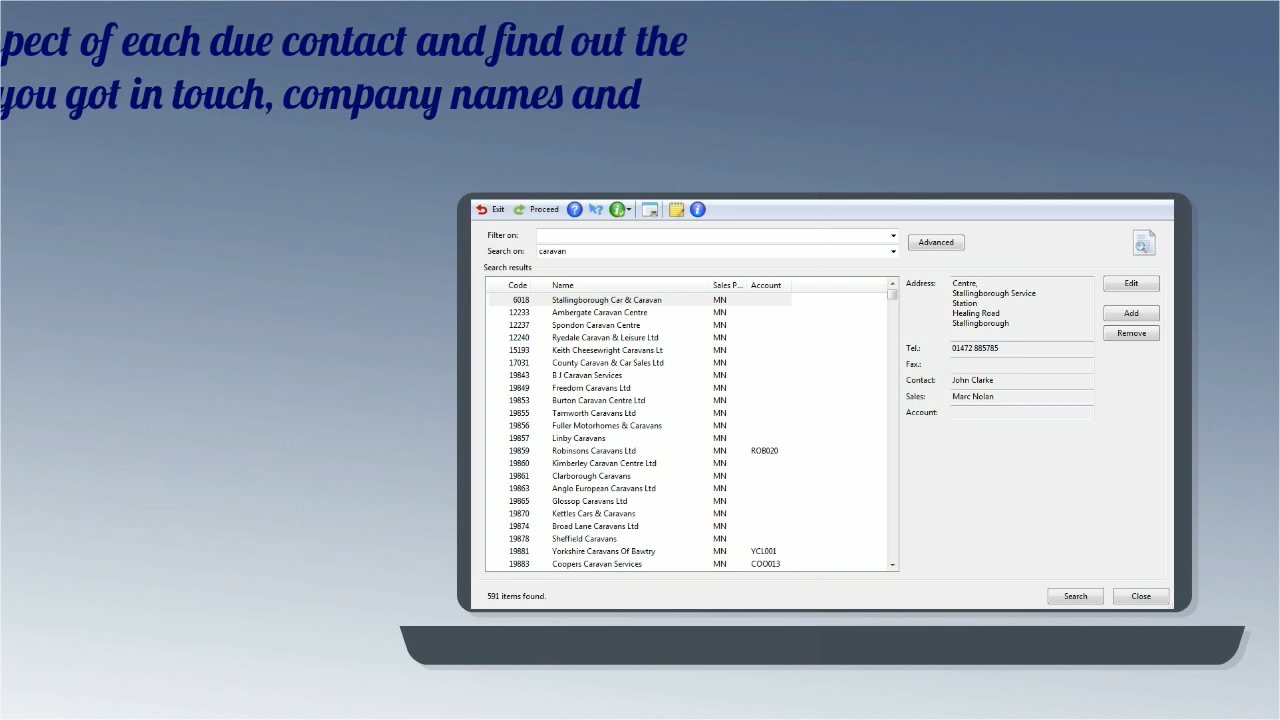 pect of each due contact and find out the
you got in touch, company names and
Exit Proceed
Filter on:
Search on: caravan
Advanced
Search results
Code Name Sales P... Account
6018 Stallingborough Car & Caravan MN
12233 Ambergate Caravan Centre MN
12237 Spondon Caravan Centre MN
12240 Ryedale Caravan & Leisure Ltd MN
15193 Keith Cheesewright Caravans Lt MN
17031 County Caravan & Car Sales Ltd MN
19843 B J Caravan Services MN
19849 Freedom Caravans Ltd MN
19853 Burton Caravan Centre Ltd MN
19855 Tamworth Caravans Ltd MN
19856 Fuller Motorhomes & Caravans MN
19857 Linby Caravans MN
19859 Robinsons Caravans Ltd MN ROB020
19860 Kimberley Caravan Centre Ltd MN
19861 Clarborough Caravans MN
19863 Anglo European Caravans Ltd MN
19865 Glossop Caravans Ltd MN
19870 Kettles Cars & Caravans MN
19874 Broad Lane Caravans Ltd MN
19878 Sheffield Caravans MN
19881 Yorkshire Caravans Of Bawtry MN YCL001
19883 Coopers Caravan Services MN COO013
591 items found.
Address: Centre,
Stallingborough Service
Station
Healing Road
Stallingborough
Tel.: 01472 885785
Fax.:
Contact: John Clarke
Sales: Marc Nolan
Account:
Edit
Add
Remove
Search Close